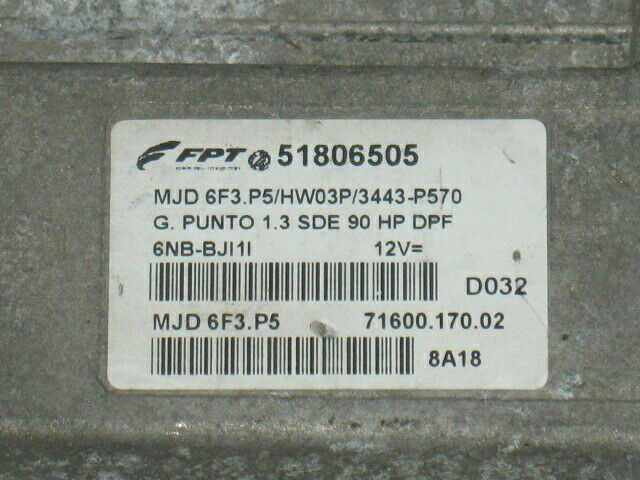 FPT 51806505
MJD 6F3.P5/HW03P/3443-P570
G. PUNTO 1.3 SDE 90 HP DPF
6NB-BJI1I 12V=
D032
MJD 6F3.P5 71600.170.02
8A18